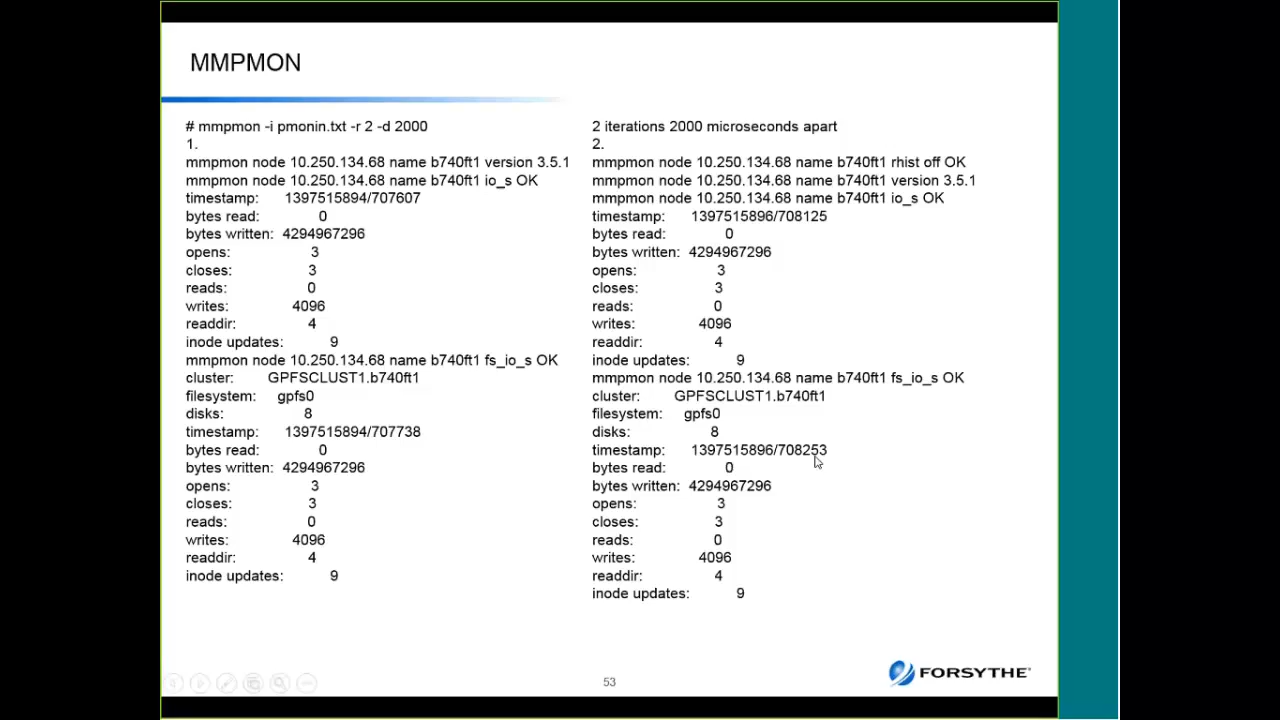 MMPMON
# mmpmon -i pmonin.txt -r 2 -d 2000
1.
mmpmon node 10.250.134.68 name b740ft1 version 3.5.1
mmpmon node 10.250.134.68 name b740ft1 io_s OK
timestamp: 1397515894/707607
bytes read: 0
bytes written: 4294967296
opens: 3
closes: 3
reads: 0
writes: 4096
readdir: 4
inode updates: 9
mmpmon node 10.250.134.68 name b740ft1 fs_io_s OK
cluster: GPFSCLUST1.b740ft1
filesystem: gpfs0
disks: 8
timestamp: 1397515894/707738
bytes read: 0
bytes written: 4294967296
opens: 3
closes: 3
reads: 0
writes: 4096
readdir: 4
inode updates: 9
2 iterations 2000 microseconds apart
2.
mmpmon node 10.250.134.68 name b740ft1 rhist off OK
mmpmon node 10.250.134.68 name b740ft1 version 3.5.1
mmpmon node 10.250.134.68 name b740ft1 io_s OK
timestamp: 1397515896/708125
bytes read: 0
bytes written: 4294967296
opens: 3
closes: 3
reads: 0
writes: 4096
readdir: 4
inode updates: 9
mmpmon node 10.250.134.68 name b740ft1 fs_io_s OK
cluster: GPFSCLUST1.b740ft1
filesystem: gpfs0
disks: 8
timestamp: 1397515896/708253
bytes read: 0
bytes written: 4294967296
opens: 3
closes: 3
reads: 0
writes: 4096
readdir: 4
inode updates: 9
53
FORSYTHE